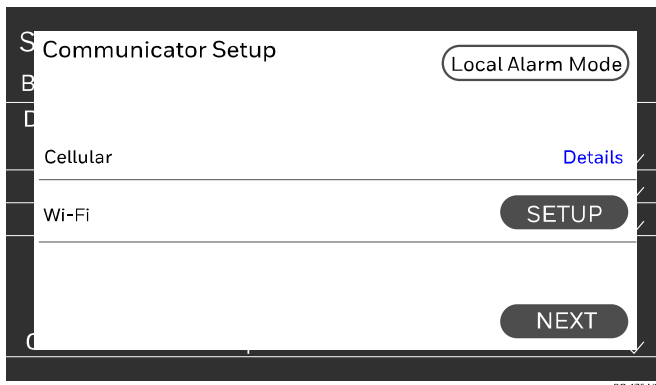 Communicator Setup
Local Alarm Mode
Cellular
Details
Wi-Fi
SETUP
NEXT